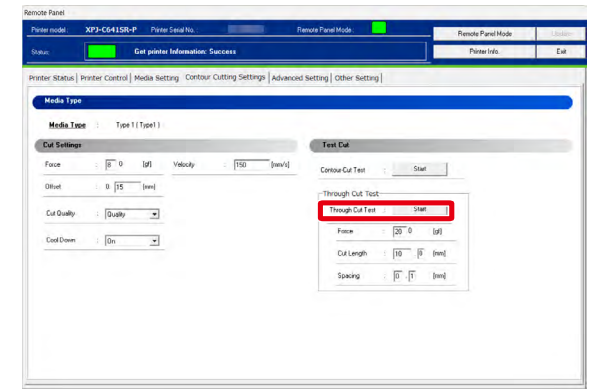 Remote Panel
Printer model : XPJ-C641SR-P Printer Serial No. : Remote Panel Mode :
Remote Panel Mode
Status: Get printer Information: Success
Printer Info. Exit
Printer Status | Printer Control | Media Setting Contour Cutting Settings | Advanced Setting | Other Setting |
Media Type
Media Type : Type 1 ( Type1 )
Cut Settings
Test Cut
Force : 8 0 [gf] Velocity : 150 [mm/s]
Contour-Cut Test : Start
Offset : 0. 15 [mm]
Through Cut Test
Through Cut Test : Start
Cut Quality : Quality
Force : 20 0 [gf]
Cool Down : On
Cut Length : 10 . 0 [mm]
Spacing : 0 . 1 [mm]